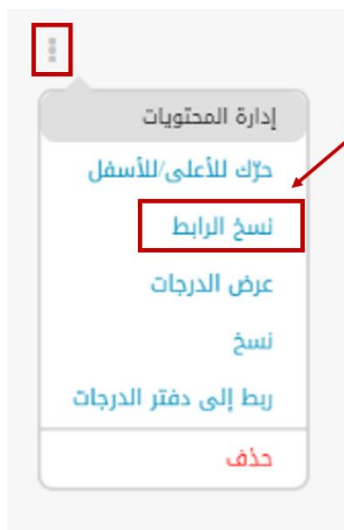 إدارة المحتويات
حرّك للأعلى/للأسفل
نسخ الرابط
عرض الدرجات
نسخ
ربط إلى دفتر الدرجات
حذف